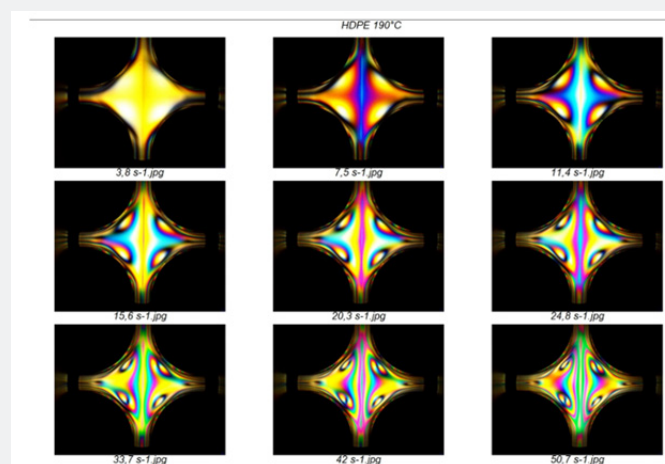 HDPE 190°C
3,8 s-1.jpg
7,5 s-1.jpg
11,4 s-1.jpg
15,6 s-1.jpg
20,3 s-1.jpg
24,8 s-1.jpg
33,7 s-1.jpg
42 s-1.jpg
50,7 s-1.jpg